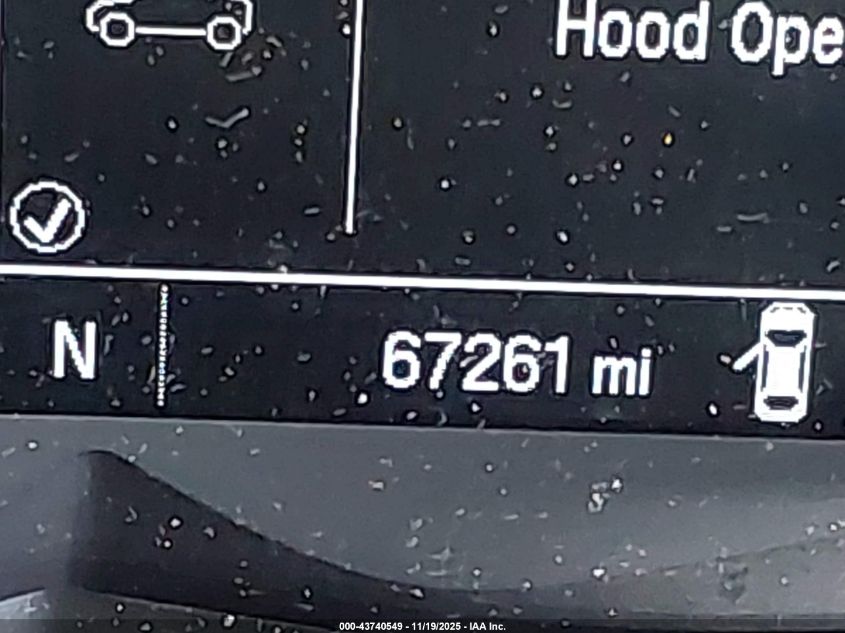 Hood Ope
N
67261 mi
000-43740549 - 11/19/2025 - IAA Inc.